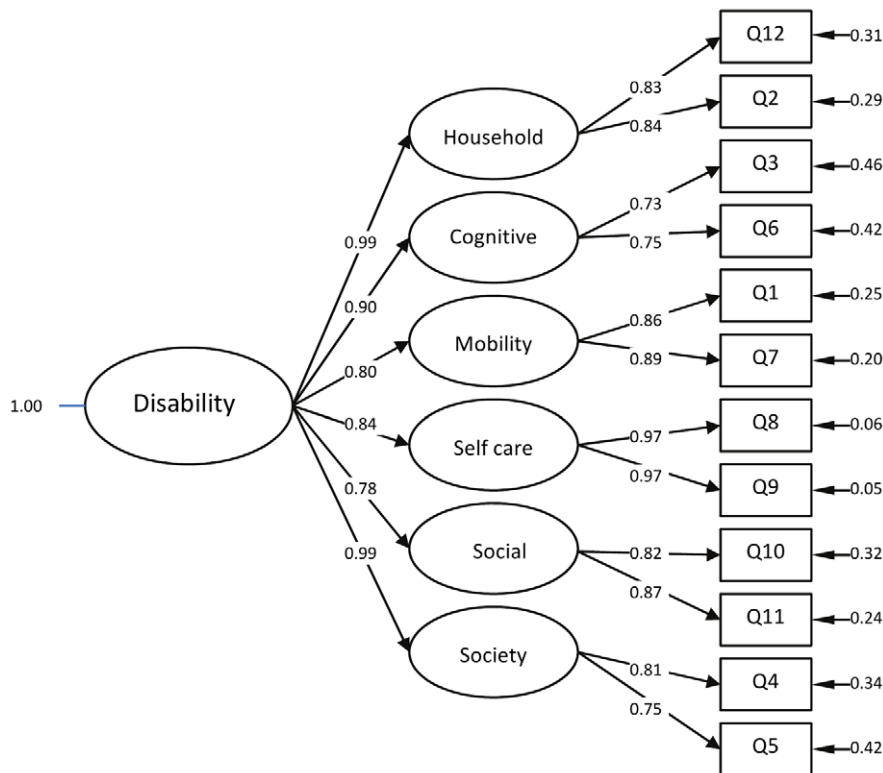 Q12
0.31
0.83
Q2
0.29
0.84
Household
Q3
0.46
0.73
Q6
0.42
0.75
Cognitive
0.99
Q1
0.25
0.90
0.86
Mobility
Q7
0.20
0.89
0.80
1.00
Disability
0.84
Q8
0.06
0.97
Self care
0.97
Q9
0.05
0.78
Social
0.82
Q10
0.32
0.99
0.87
Q11
0.24
Society
0.81
Q4
0.34
0.75
Q5
0.42